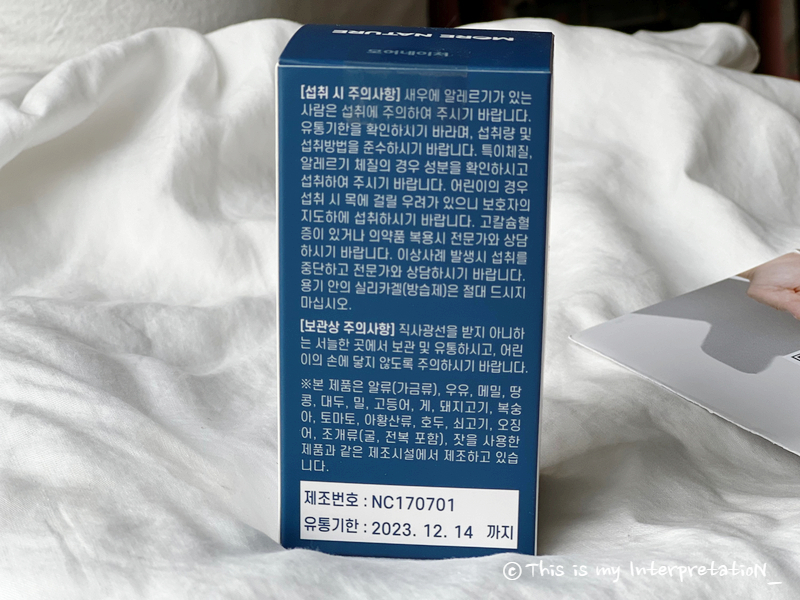 MORE NATURE
[섭취 시 주의사항] 새우에 알레르기가 있는
사람은 섭취에 주의하여 주시기 바랍니다.
유통기한을 확인하시기 바라며, 섭취량 및
섭취방법을 준수하시기 바랍니다. 특이체질,
알레르기 체질의 경우 성분을 확인하시고
섭취하여 주시기 바랍니다. 어린이의 경우
섭취 시 목에 걸릴 우려가 있으니 보호자의
지도하에 섭취하시기 바랍니다. 고칼슘혈
증이 있거나 의약품 복용시 전문가와 상담
하시기 바랍니다. 이상사례 발생시 섭취를
중단하고 전문가와 상담하시기 바랍니다.
용기 안의 실리카겔(방습제)은 절대 드시지
마십시오.
[보관상 주의사항] 직사광선을 받지 아니하
는 서늘한 곳에서 보관 및 유통하시고, 어린
이의 손에 닿지 않도록 주의하시기 바랍니다.
※본 제품은 알류(가금류), 우유, 메밀, 땅
콩, 대두, 밀, 고등어, 게, 돼지고기, 복숭
아, 토마토, 아황산류, 호두, 쇠고기, 오징
어, 조개류(굴, 전복 포함), 잣을 사용한
제품과 같은 제조시설에서 제조하고 있습
니다.
제조번호 : NC170701
유통기한 : 2023. 12. 14 까지
© This is my InterpretatioN_